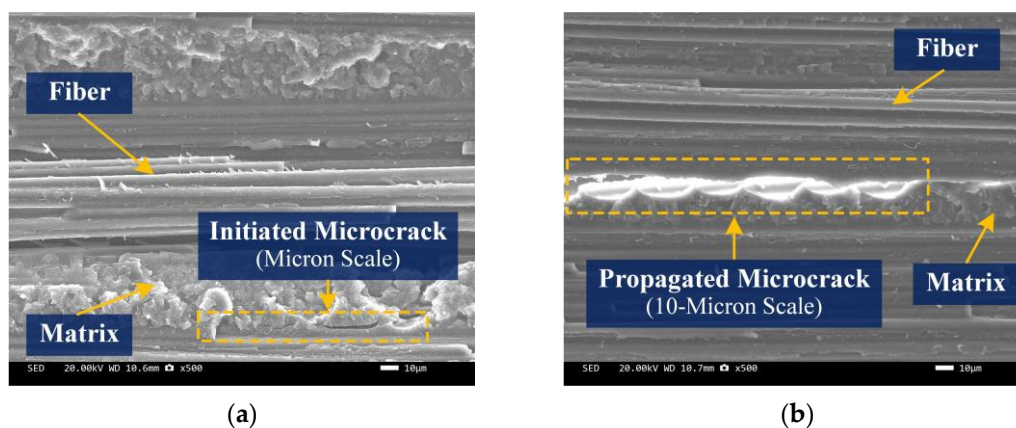 Fiber
Initiated Microcrack
(Micron Scale)
Matrix
SED 20.00kV WD 10.6mm x500 10μm
(a)
Fiber
Propagated Microcrack
(10-Micron Scale)
Matrix
SED 20.00kV WD 10.7mm x500 10μm
(b)